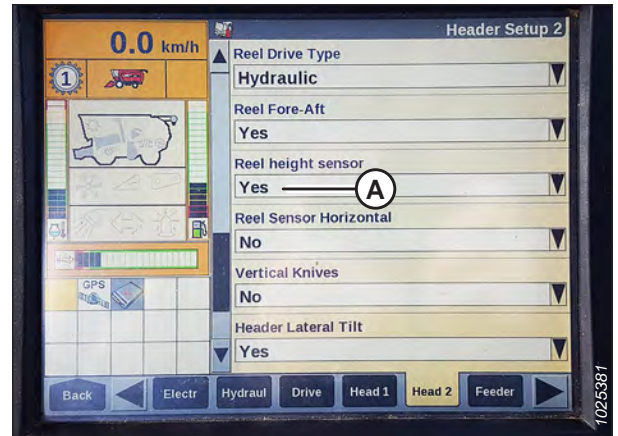 Header Setup 2
0.0 km/h
1
Reel Drive Type
Hydraulic
Reel Fore-Aft
Yes
Reel height sensor
Yes
A
Reel Sensor Horizontal
No
Vertical Knives
No
Header Lateral Tilt
Yes
GPS
Back
Electr
Hydraul
Drive
Head 1
Head 2
Feeder
1025381